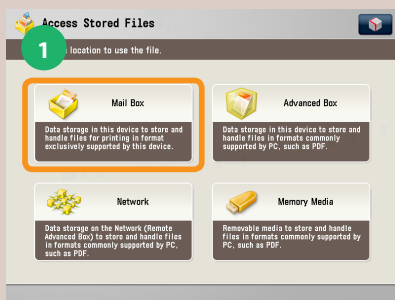 Access Stored Files
1
location to use the file.
Mail Box
Data storage in this device to store and
handle files for printing in format
exclusively supported by this device.
Advanced Box
Data storage in this device to store and
handle files in formats commonly
supported by PC, such as PDF.
Network
Data storage on the Network (Remote
Advanced Box) to store and handle files
in formats commonly supported by PC,
such as PDF.
Memory Media
Removable media to store and handle
files in formats commonly supported by
PC, such as PDF.